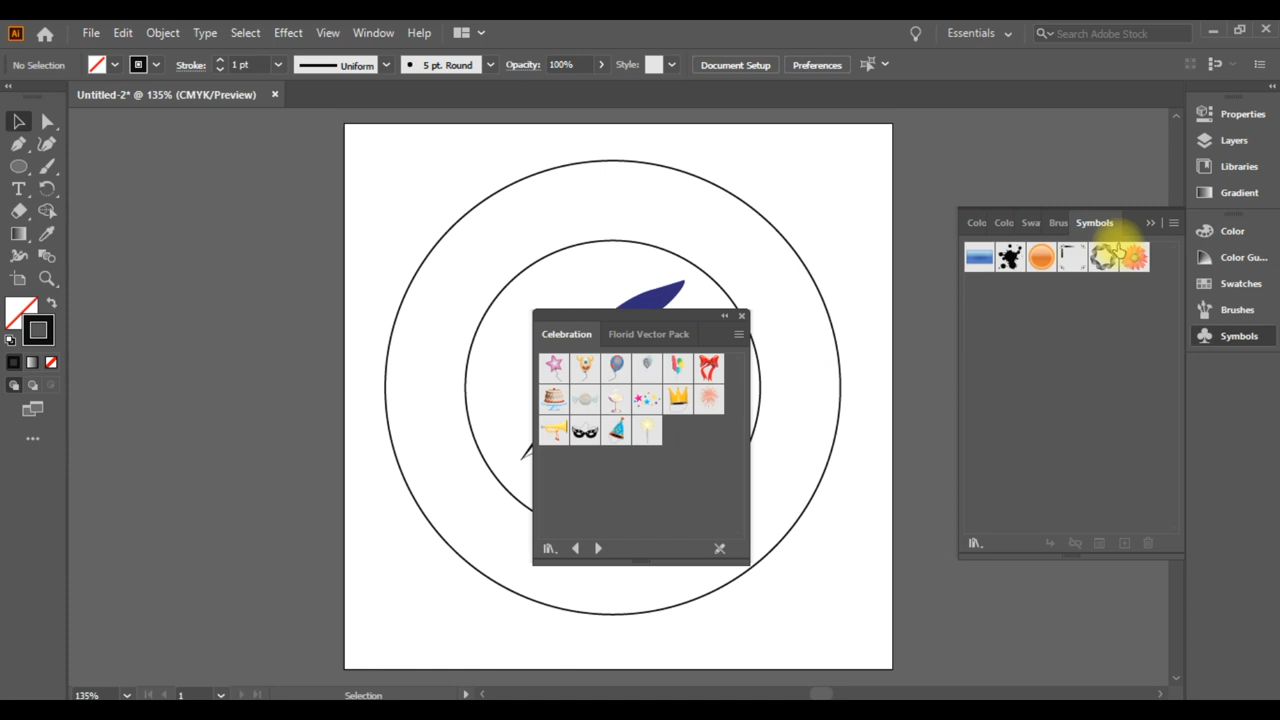 Ai File Edit Object Type Select Effect View Window Help Essentials Search Adobe Stock
No Selection Stroke: 1 pt Uniform 5 pt. Round Opacity: 100% Style: Document Setup Preferences
Untitled-2* @ 135% (CMYK/Preview)
Properties
Layers
Libraries
Gradient
Color
Color Gu...
Swatches
Brushes
Symbols
Colo Colo Swa Brus Symbols
Celebration Florid Vector Pack
135% 1 Selection